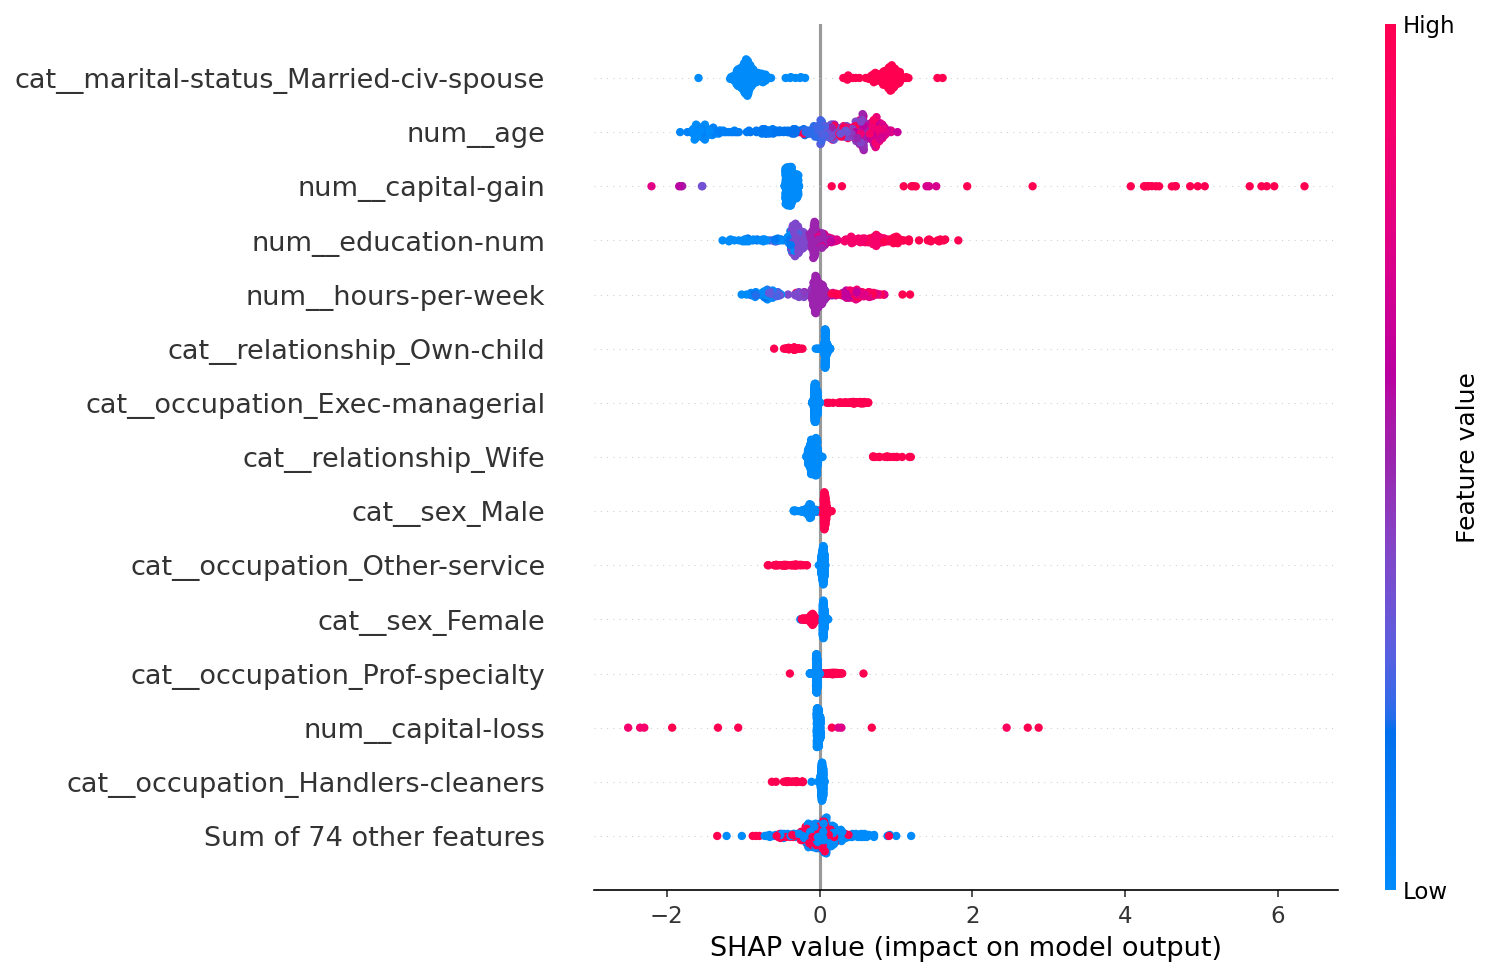 High
cat__marital-status_Married-civ-spouse
num__age
num__capital-gain
num__education-num
num__hours-per-week
cat__relationship_Own-child
cat__occupation_Exec-managerial
cat__relationship_Wife
cat__sex_Male
cat__occupation_Other-service
cat__sex_Female
cat__occupation_Prof-specialty
num__capital-loss
cat__occupation_Handlers-cleaners
Sum of 74 other features
Feature value
Low
−2 0 2 4 6
SHAP value (impact on model output)